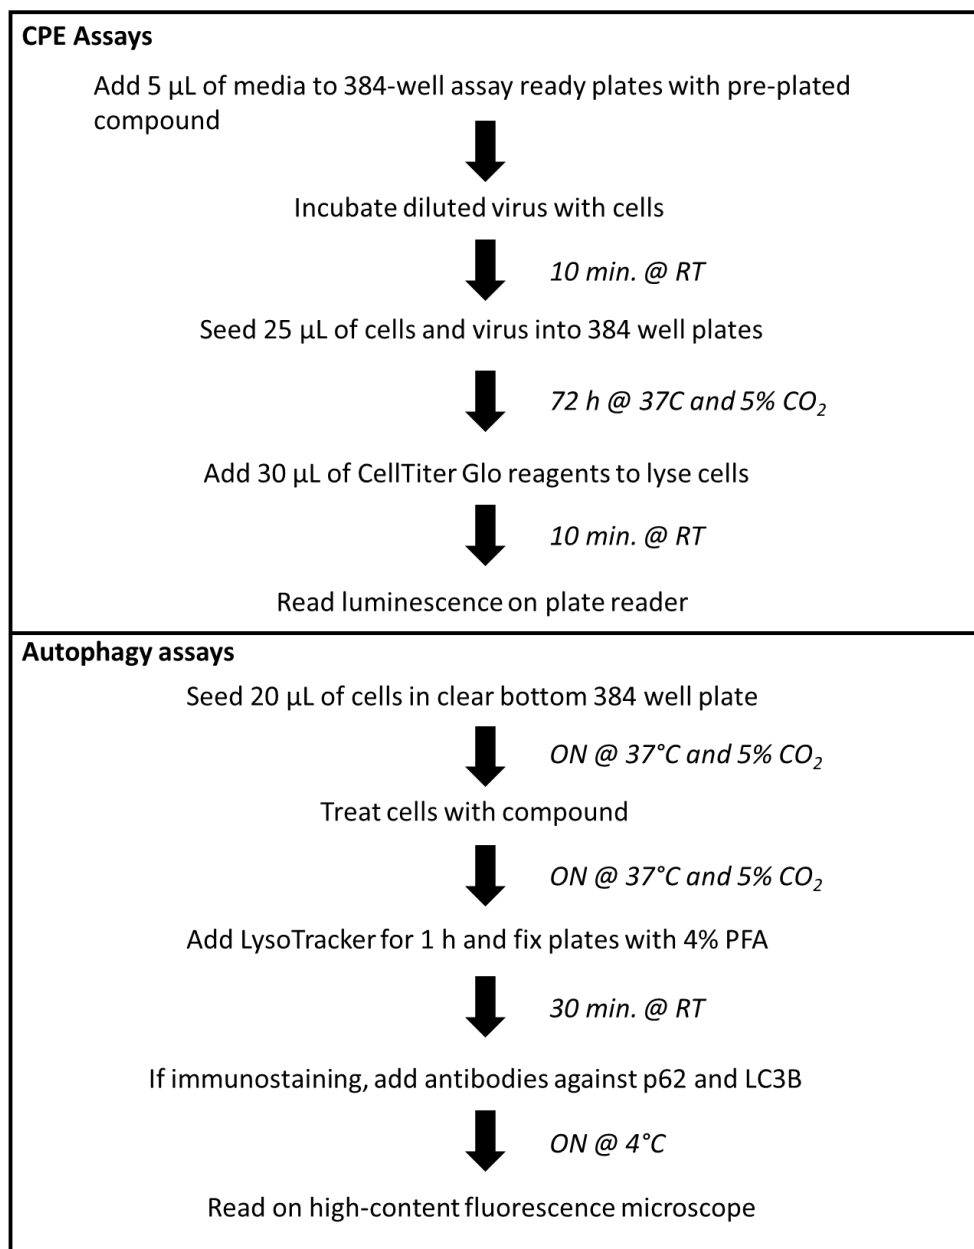 CPE Assays
Add 5 µL of media to 384-well assay ready plates with pre-plated
compound
Incubate diluted virus with cells
10 min. @ RT
Seed 25 µL of cells and virus into 384 well plates
72 h @ 37C and 5% CO₂
Add 30 µL of CellTiter Glo reagents to lyse cells
10 min. @ RT
Read luminescence on plate reader
Autophagy assays
Seed 20 µL of cells in clear bottom 384 well plate
ON @ 37°C and 5% CO₂
Treat cells with compound
ON @ 37°C and 5% CO₂
Add LysoTracker for 1 h and fix plates with 4% PFA
30 min. @ RT
If immunostaining, add antibodies against p62 and LC3B
ON @ 4°C
Read on high-content fluorescence microscope